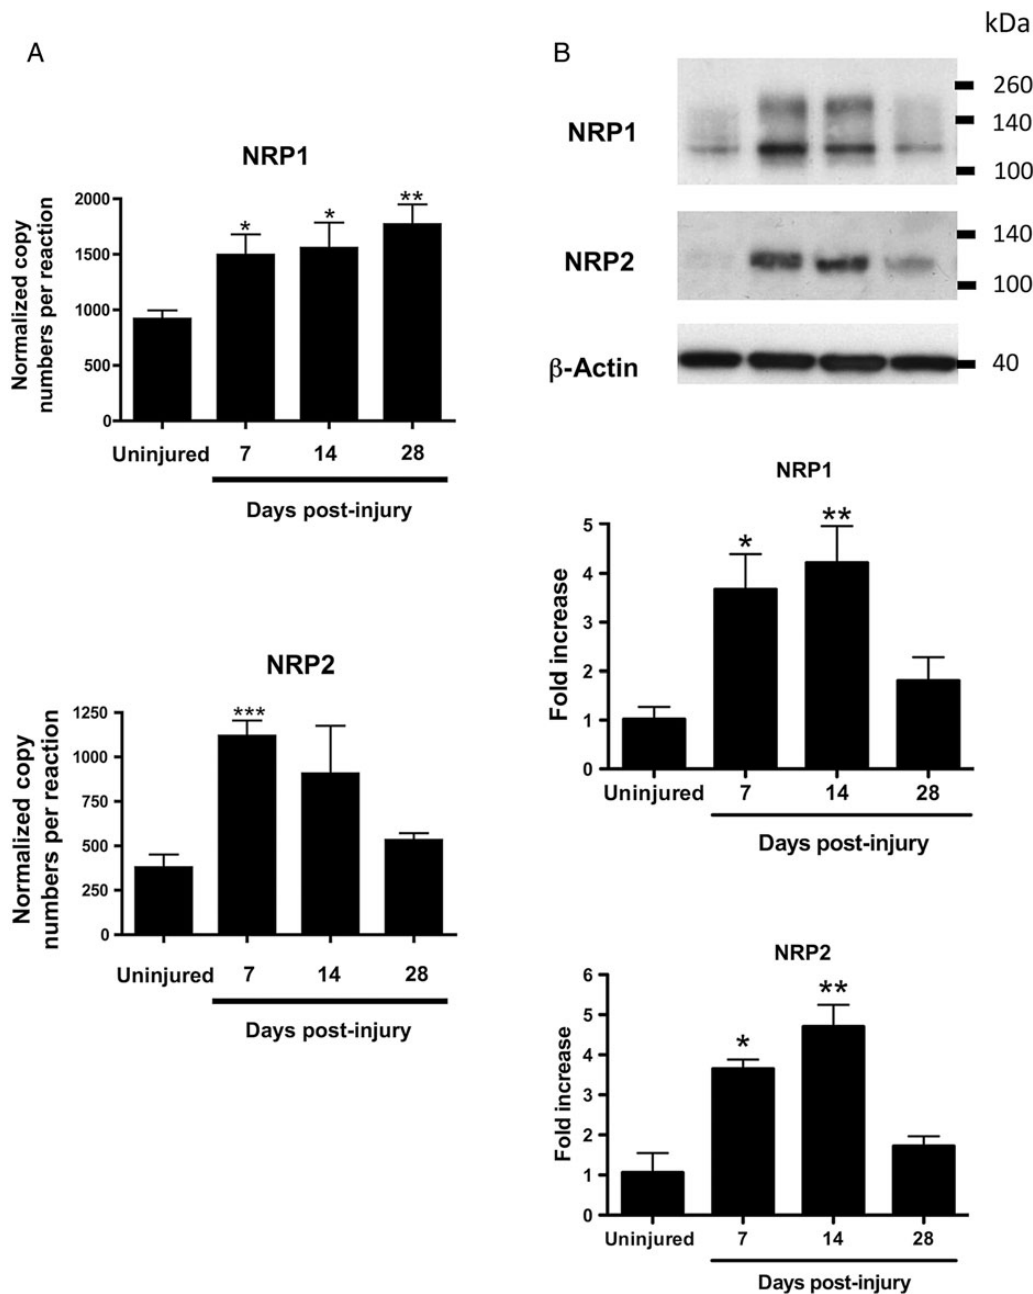 A
NRP1
Normalized copy
numbers per reaction
2000
1500
1000
500
0
*
*
**
Uninjured 7 14 28
Days post-injury
NRP2
Normalized copy
numbers per reaction
1250
1000
750
500
250
0
***
Uninjured 7 14 28
Days post-injury
B
kDa
NRP1
260
140
100
NRP2
140
100
β-Actin
40
NRP1
Fold increase
5
4
3
2
1
0
*
**
Uninjured 7 14 28
Days post-injury
NRP2
Fold increase
6
5
4
3
2
1
0
*
**
Uninjured 7 14 28
Days post-injury